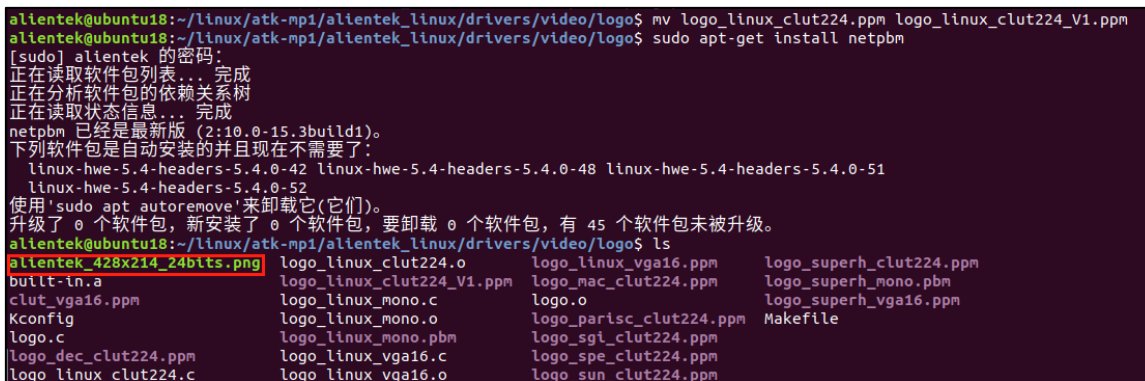 alientek@ubuntu18:~/linux/atk-mp1/alientek_linux/drivers/video/logo$ mv logo_linux_clut224.ppm logo_linux_clut224_V1.ppm
alientek@ubuntu18:~/linux/atk-mp1/alientek_linux/drivers/video/logo$ sudo apt-get install netpbm
[sudo] alientek 的密码：
正在读取软件包列表... 完成
正在分析软件包的依赖关系树
正在读取状态信息... 完成
netpbm 已经是最新版 (2:10.0-15.3build1)。
下列软件包是自动安装的并且现在不需要了：
  linux-hwe-5.4-headers-5.4.0-42 linux-hwe-5.4-headers-5.4.0-48 linux-hwe-5.4-headers-5.4.0-51
  linux-hwe-5.4-headers-5.4.0-52
使用'sudo apt autoremove'来卸载它(它们)。
升级了 0 个软件包，新安装了 0 个软件包，要卸载 0 个软件包，有 45 个软件包未被升级。
alientek@ubuntu18:~/linux/atk-mp1/alientek_linux/drivers/video/logo$ ls
alientek_428x214_24bits.png  logo_linux_clut224.o       logo_linux_vga16.ppm     logo_superh_clut224.ppm
built-in.a                   logo_linux_clut224_V1.ppm  logo_mac_clut224.ppm     logo_superh_mono.pbm
clut_vga16.ppm               logo_linux_mono.c          logo.o                   logo_superh_vga16.ppm
Kconfig                      logo_linux_mono.o          logo_parisc_clut224.ppm  Makefile
logo.c                       logo_linux_mono.pbm        logo_sgi_clut224.ppm
logo_dec_clut224.ppm         logo_linux_vga16.c         logo_spe_clut224.ppm
logo_linux_clut224.c         logo_linux_vga16.o         logo_sun_clut224.ppm